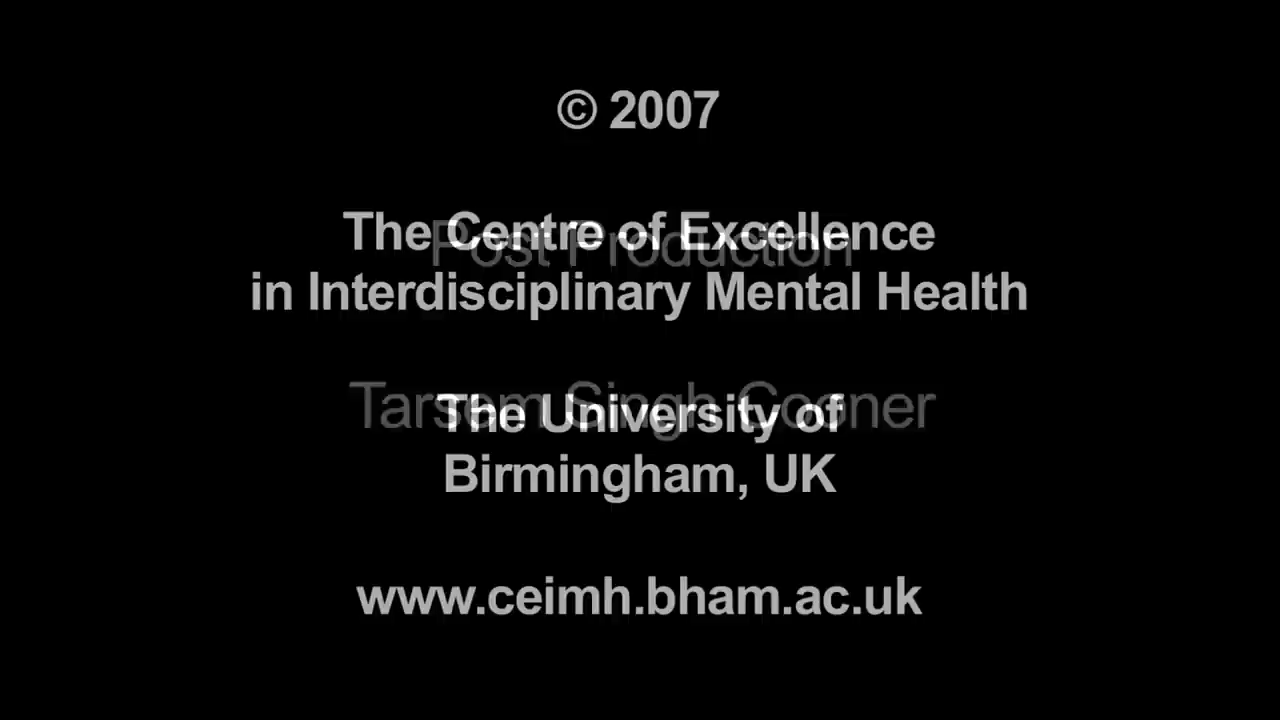 © 2007
The Centre of Excellence
Post Production
in Interdisciplinary Mental Health
Tarsem Singh Cooner
The University of
Birmingham, UK
www.ceimh.bham.ac.uk